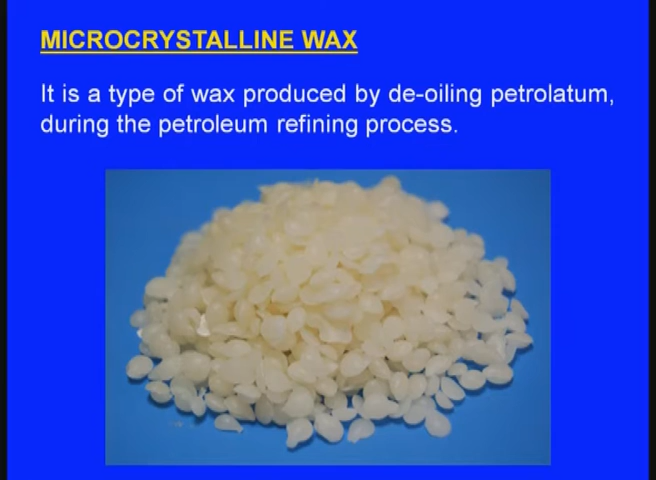 MICROCRYSTALLINE WAX
It is a type of wax produced by de-oiling petrolatum,
during the petroleum refining process.